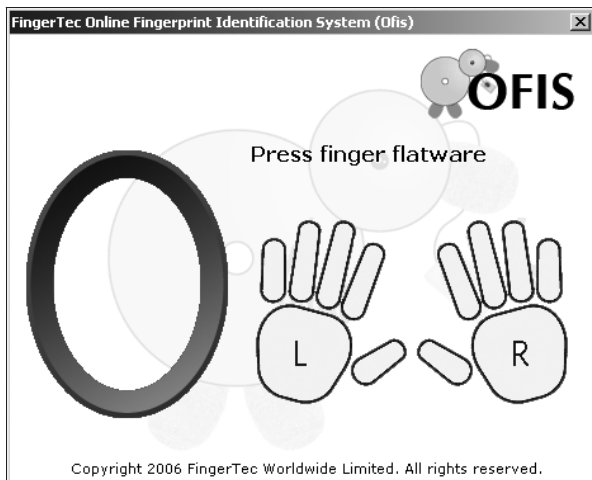 FingerTec Online Fingerprint Identification System (Ofis)
OFIS
Press finger flatware
L
R
Copyright 2006 FingerTec Worldwide Limited. All rights reserved.